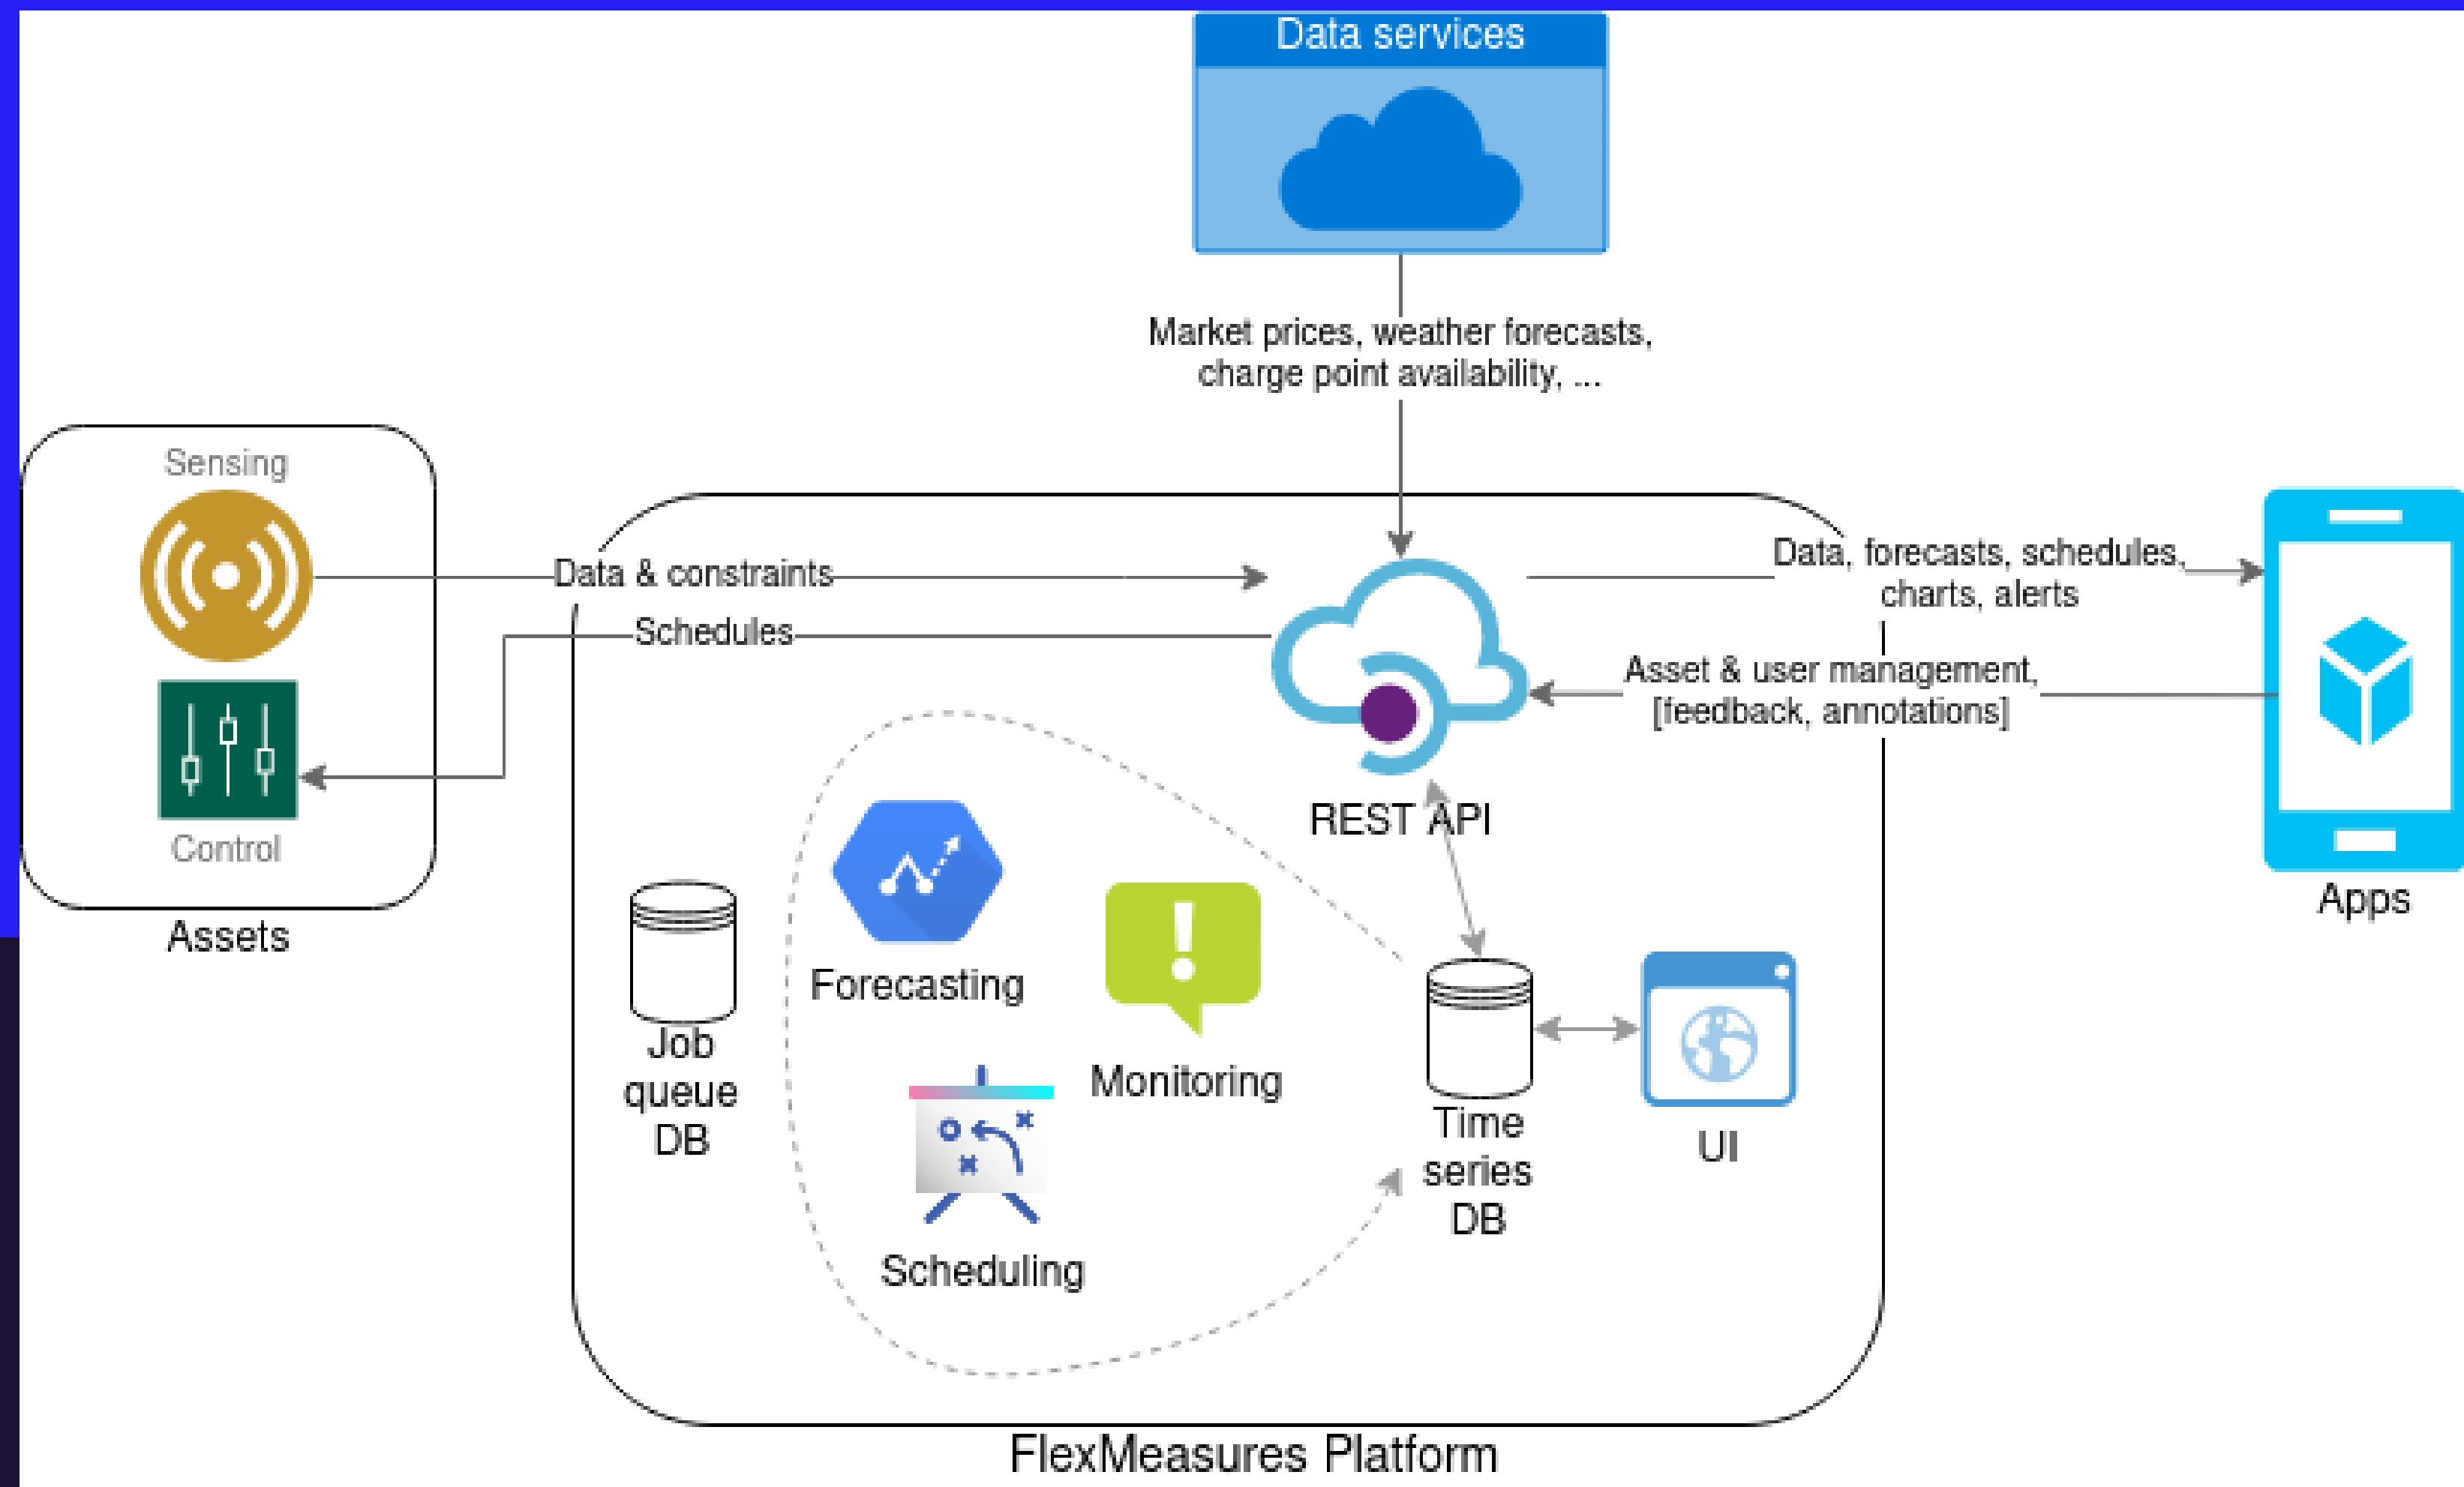 Data services
Market prices, weather forecasts,
charge point availability, ...
Sensing
Data & constraints
Schedules
Control
Assets
Data, forecasts, schedules,
charts, alerts
Asset & user management,
[feedback, annotations]
Apps
REST API
Forecasting
Monitoring
Scheduling
Job
queue
DB
Time
series
DB
UI
FlexMeasures Platform